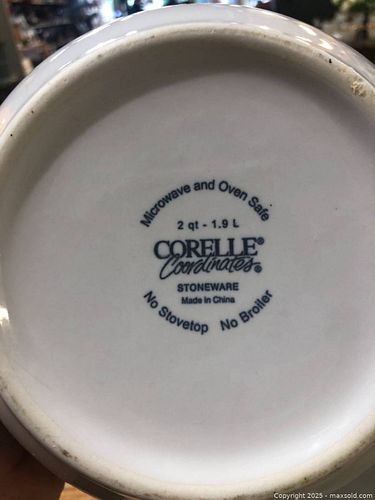 Microwave and Oven Safe
2 qt - 1.9 L
CORELLE®
Coordinates®
STONEWARE
Made in China
No Stovetop No Broiler
Copyright 2025 - maxsold.com